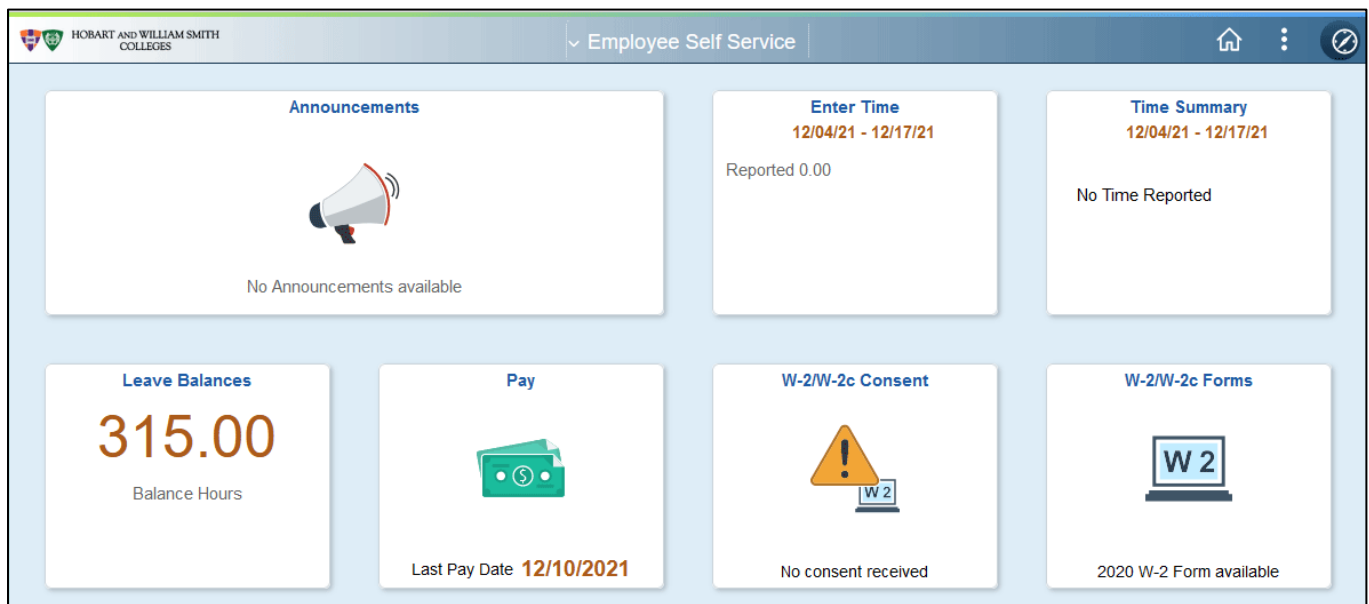 HOBART AND WILLIAM SMITH
COLLEGES
Employee Self Service
Announcements
No Announcements available
Enter Time
12/04/21 - 12/17/21
Reported 0.00
Time Summary
12/04/21 - 12/17/21
No Time Reported
Leave Balances
315.00
Balance Hours
Pay
Last Pay Date 12/10/2021
W-2/W-2c Consent
W 2
No consent received
W-2/W-2c Forms
W 2
2020 W-2 Form available